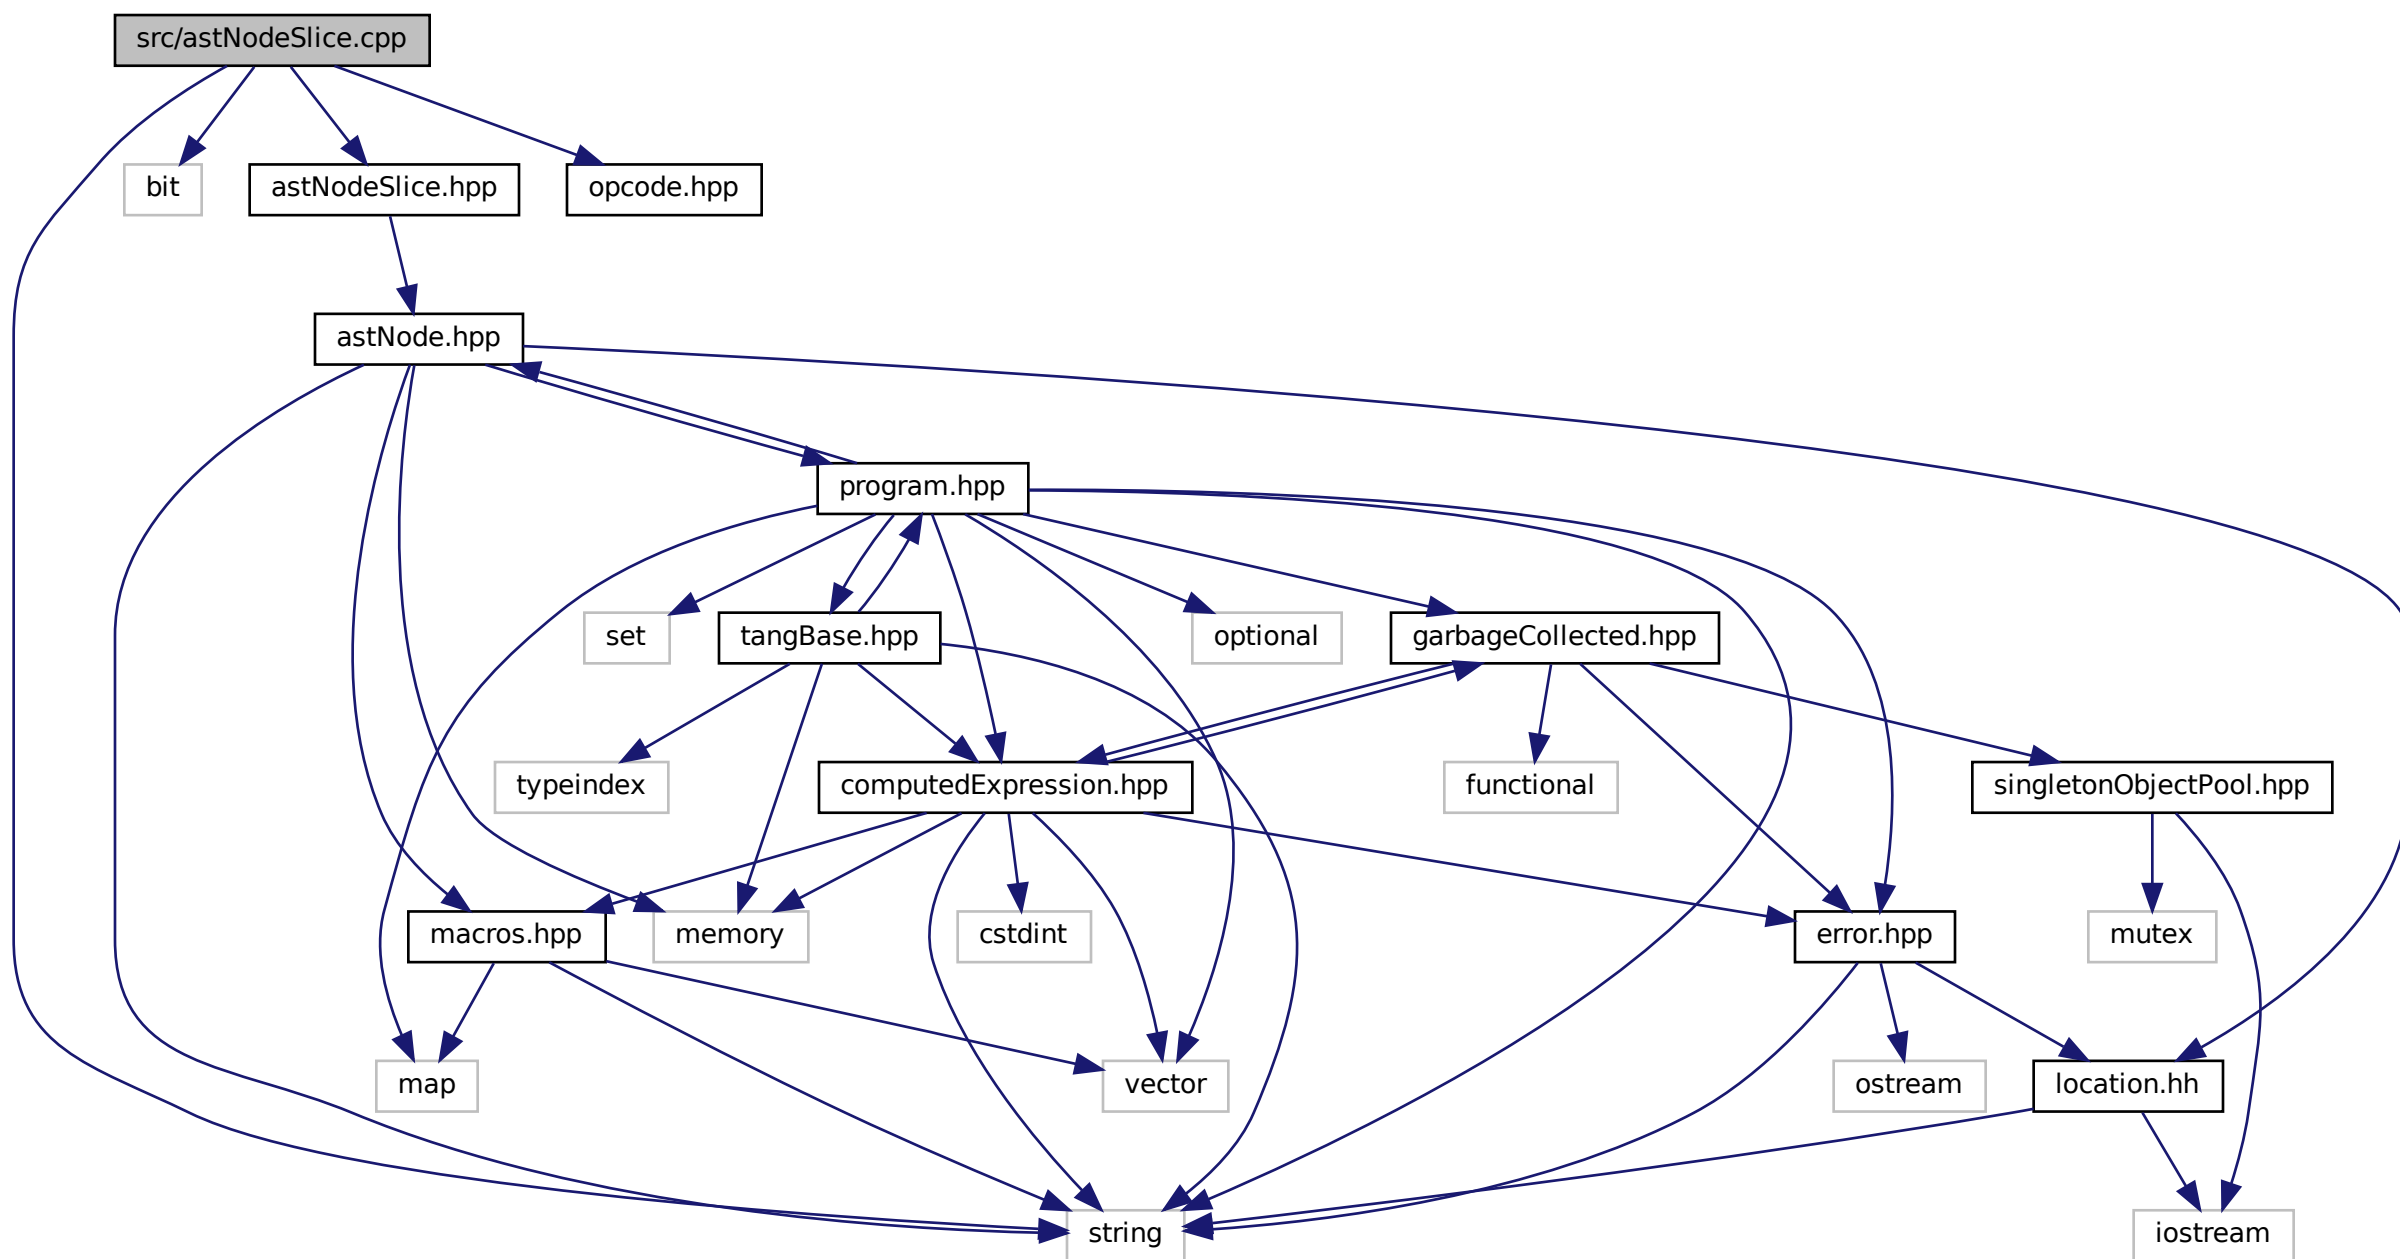 src/astNodeSlice.cpp
bit
astNodeSlice.hpp
opcode.hpp
astNode.hpp
program.hpp
set
tangBase.hpp
optional
garbageCollected.hpp
typeindex
computedExpression.hpp
functional
singletonObjectPool.hpp
macros.hpp
memory
cstdint
error.hpp
mutex
map
vector
ostream
location.hh
string
iostream